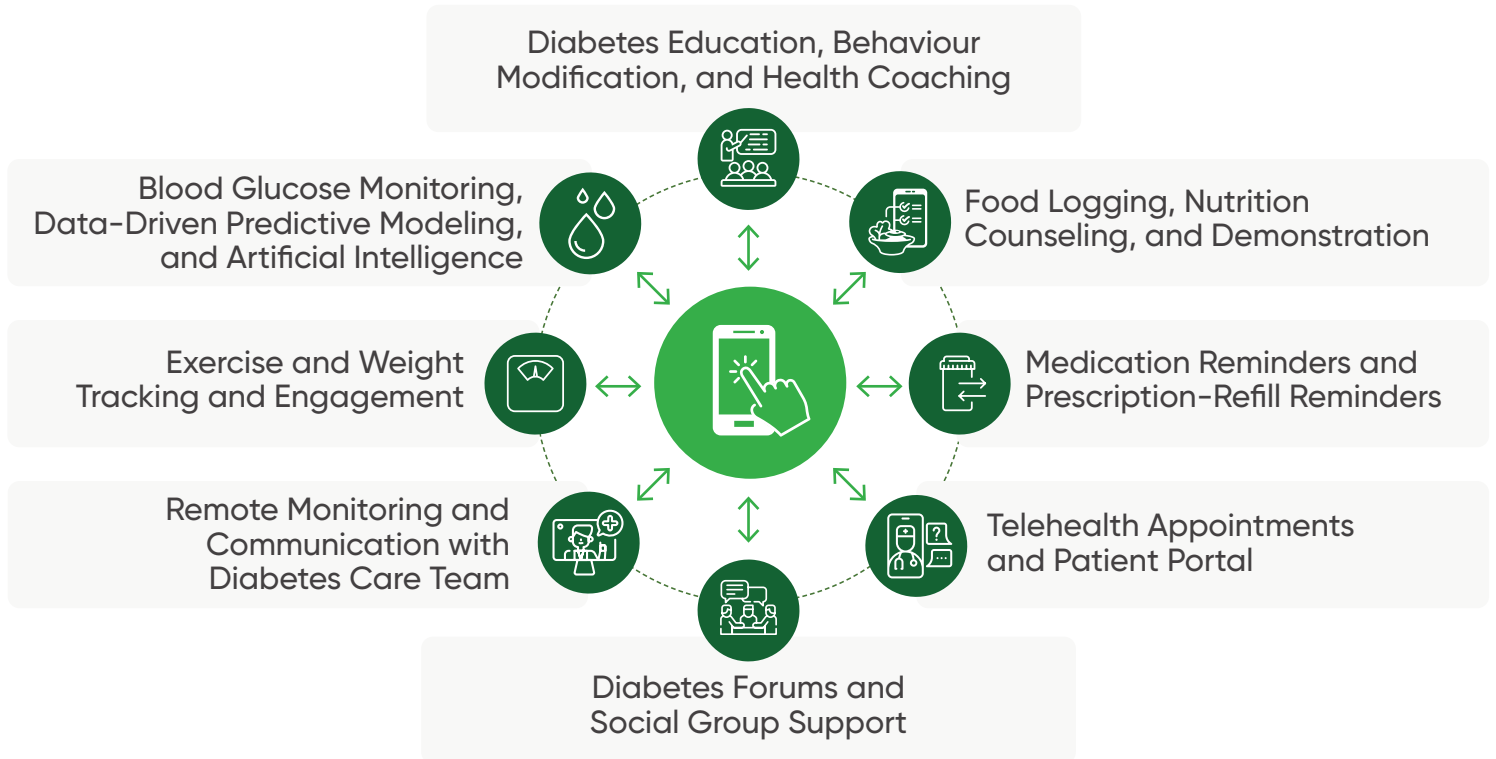 Diabetes Education, Behaviour
Modification, and Health Coaching
Blood Glucose Monitoring,
Data-Driven Predictive Modeling,
and Artificial Intelligence
Food Logging, Nutrition
Counseling, and Demonstration
Exercise and Weight
Tracking and Engagement
Medication Reminders and
Prescription-Refill Reminders
Remote Monitoring and
Communication with
Diabetes Care Team
Telehealth Appointments
and Patient Portal
Diabetes Forums and
Social Group Support